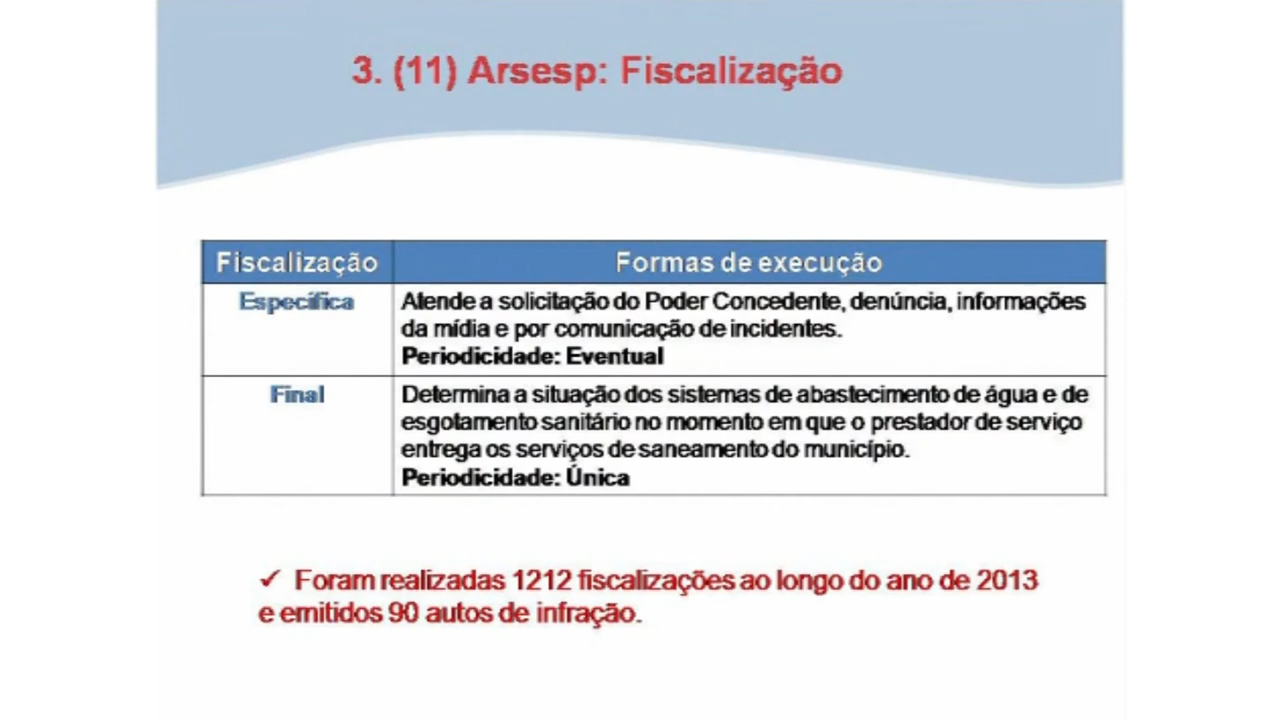 3. (11) Arsesp: Fiscalização
Fiscalização Formas de execução
Específica Atende a solicitação do Poder Concedente, denúncia, informações
da mídia e por comunicação de incidentes.
Periodicidade: Eventual
Final Determina a situação dos sistemas de abastecimento de água e de
esgotamento sanitário no momento em que o prestador de serviço
entrega os serviços de saneamento do município.
Periodicidade: Única
✓ Foram realizadas 1212 fiscalizações ao longo do ano de 2013
e emitidos 90 autos de infração.